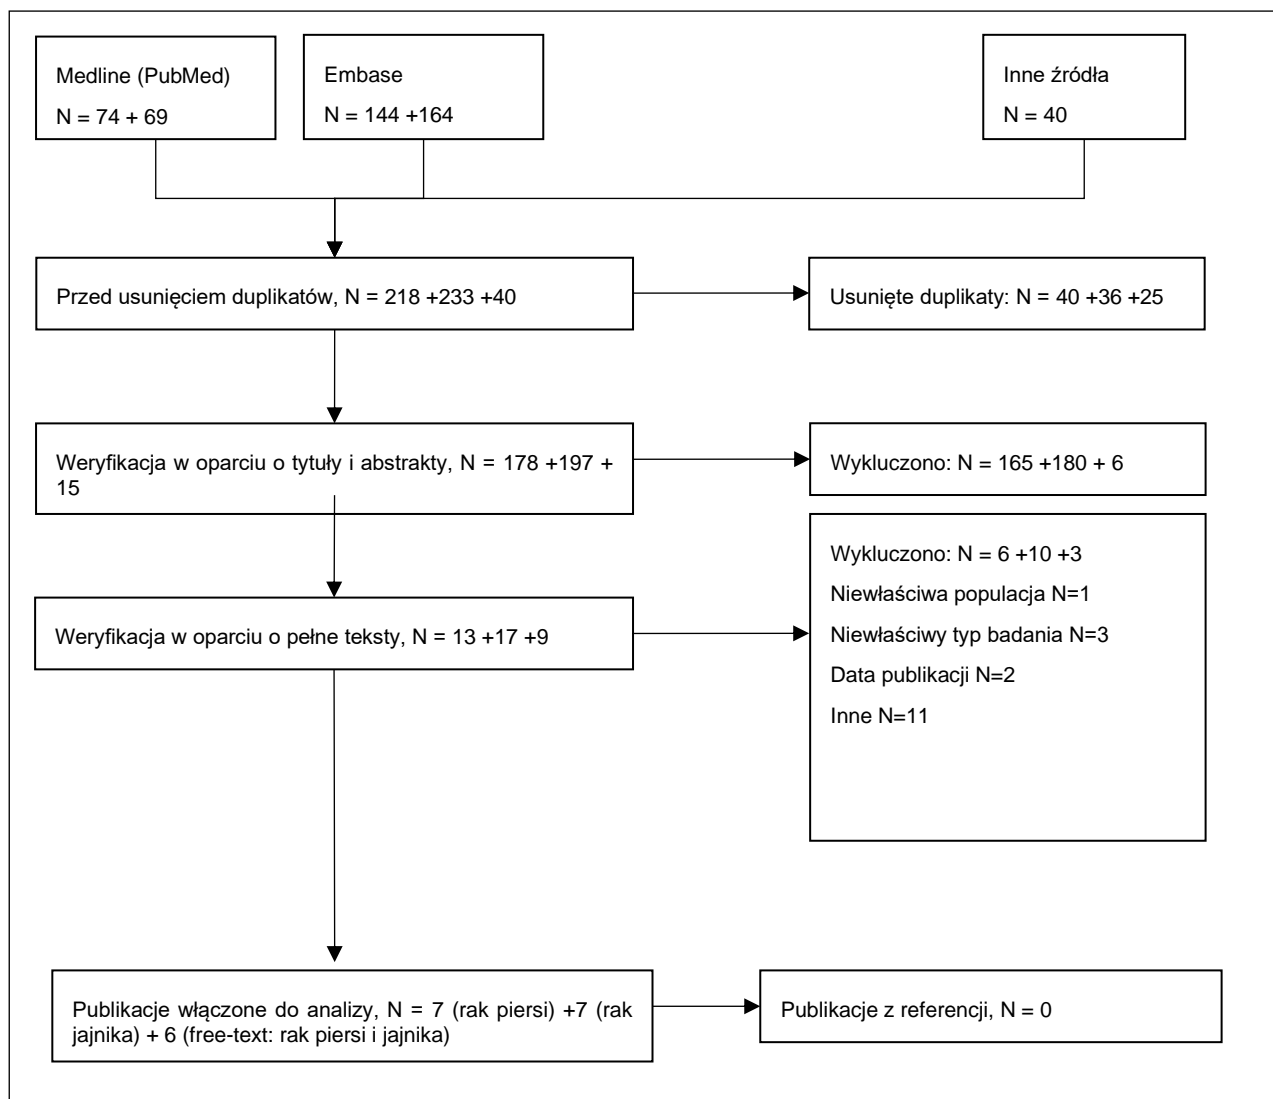 Medline (PubMed)
N = 74 + 69
Embase
N = 144 +164
Inne źródła
N = 40
Przed usunięciem duplikatów, N = 218 +233 +40
Usunięte duplikaty: N = 40 +36 +25
Weryfikacja w oparciu o tytuły i abstrakty, N = 178 +197 +
15
Wykluczono: N = 165 +180 + 6
Wykluczono: N = 6 +10 +3
Niewłaściwa populacja N=1
Niewłaściwy typ badania N=3
Data publikacji N=2
Inne N=11
Weryfikacja w oparciu o pełne teksty, N = 13 +17 +9
Publikacje włączone do analizy, N = 7 (rak piersi) +7 (rak
jajnika) + 6 (free-text: rak piersi i jajnika)
Publikacje z referencji, N = 0